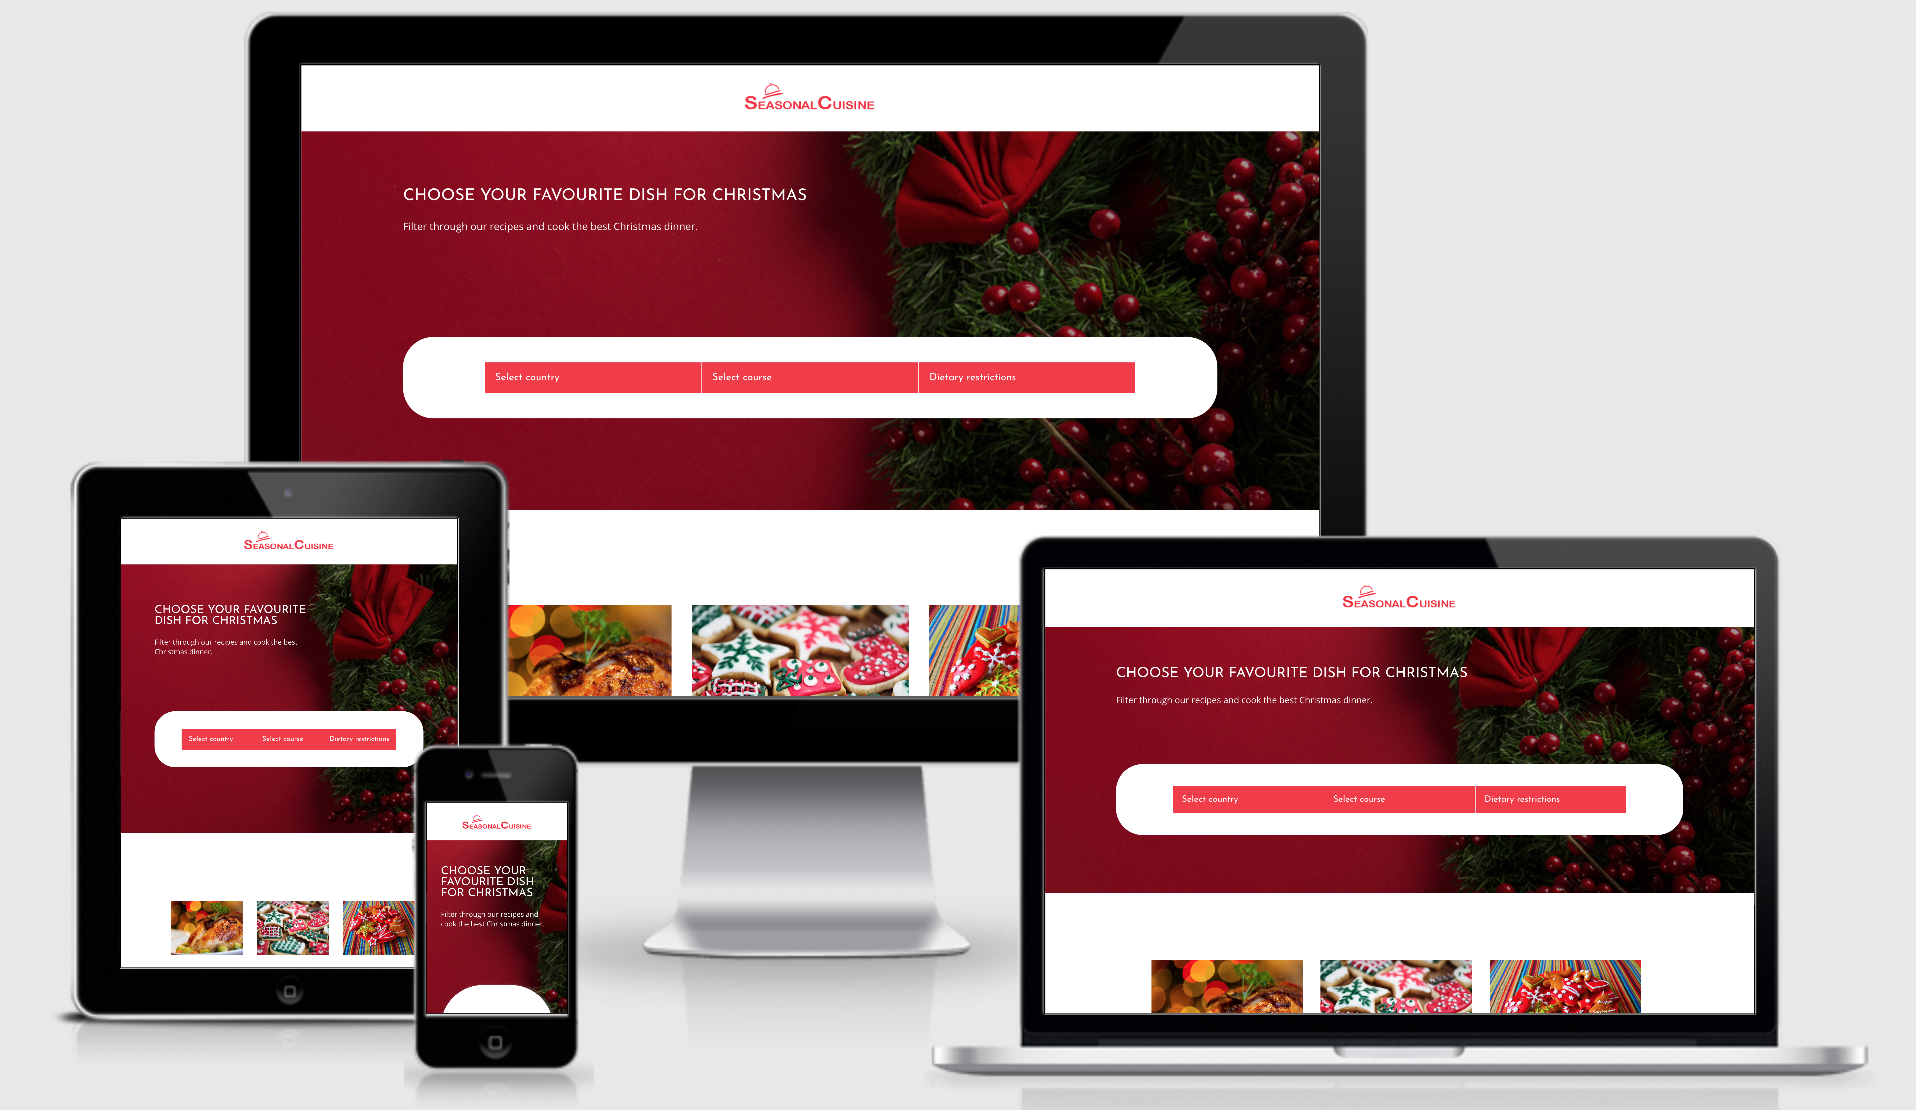 SEASONALCUISINE
CHOOSE YOUR FAVOURITE DISH FOR CHRISTMAS
Filter through our recipes and cook the best Christmas dinner.
Select country
Select course
Dietary restrictions
SEASONALCUISINE
CHOOSE YOUR FAVOURITE
DISH FOR CHRISTMAS
Filter through our recipes and cook the best
Christmas dinner.
Select country
Select course
Dietary restrictions
SEASONALCUISINE
CHOOSE YOUR
FAVOURITE DISH
FOR CHRISTMAS
Filter through our recipes and
cook the best Christmas dinner.
SEASONALCUISINE
CHOOSE YOUR FAVOURITE DISH FOR CHRISTMAS
Filter through our recipes and cook the best Christmas dinner.
Select country
Select course
Dietary restrictions